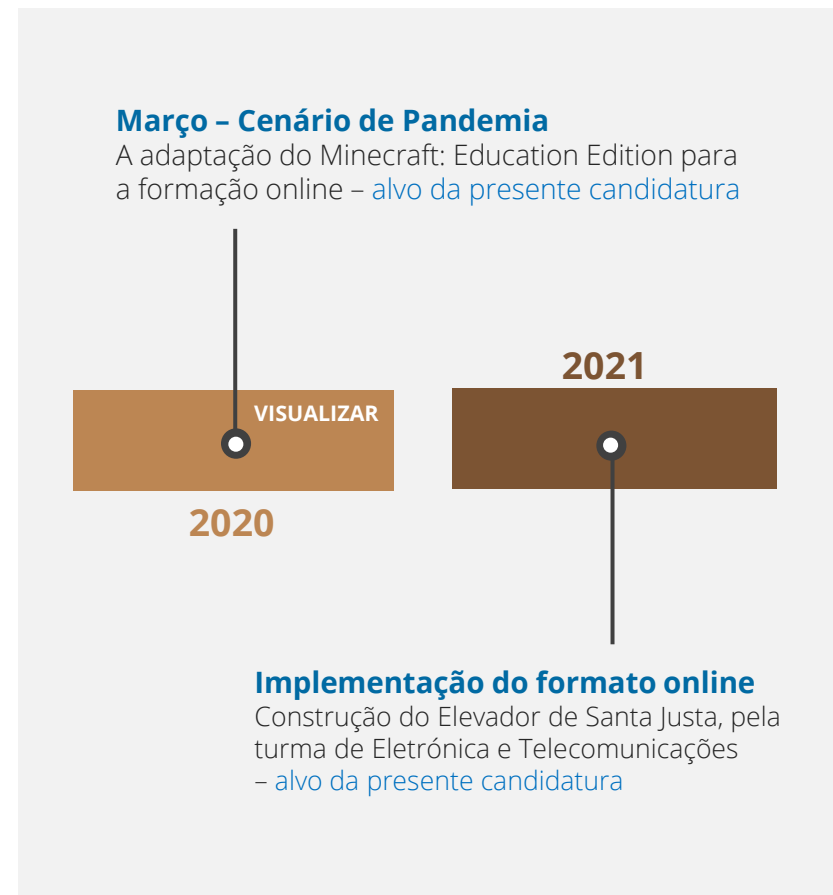 Março – Cenário de Pandemia
A adaptação do Minecraft: Education Edition para
a formação online – alvo da presente candidatura
2021
VISUALIZAR
2020
Implementação do formato online
Construção do Elevador de Santa Justa, pela
turma de Eletrónica e Telecomunicações
– alvo da presente candidatura